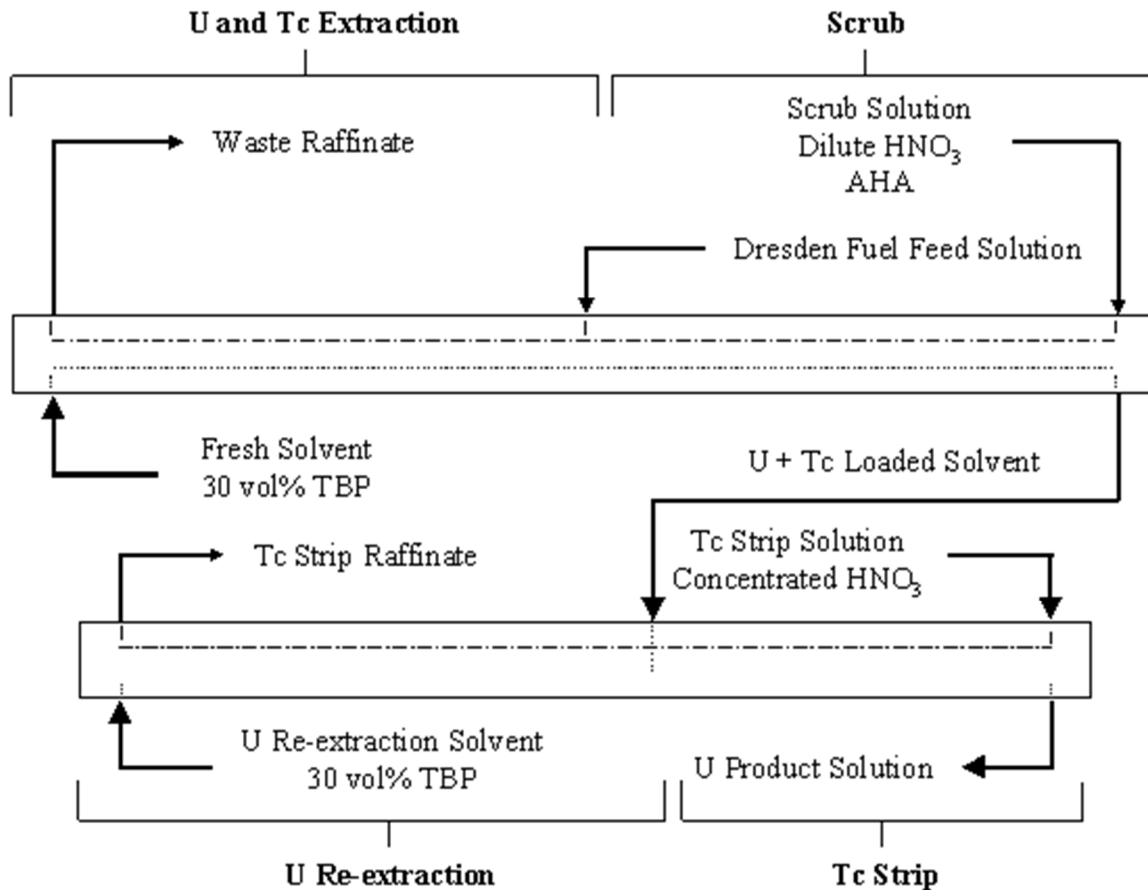 U and Tc Extraction
Scrub
Scrub Solution
Dilute HNO₃
AHA
Waste Raffinate
Dresden Fuel Feed Solution
Fresh Solvent
30 vol% TBP
U + Tc Loaded Solvent
Tc Strip Raffinate
Tc Strip Solution
Concentrated HNO₃
U Re-extraction Solvent
30 vol% TBP
U Product Solution
U Re-extraction
Tc Strip